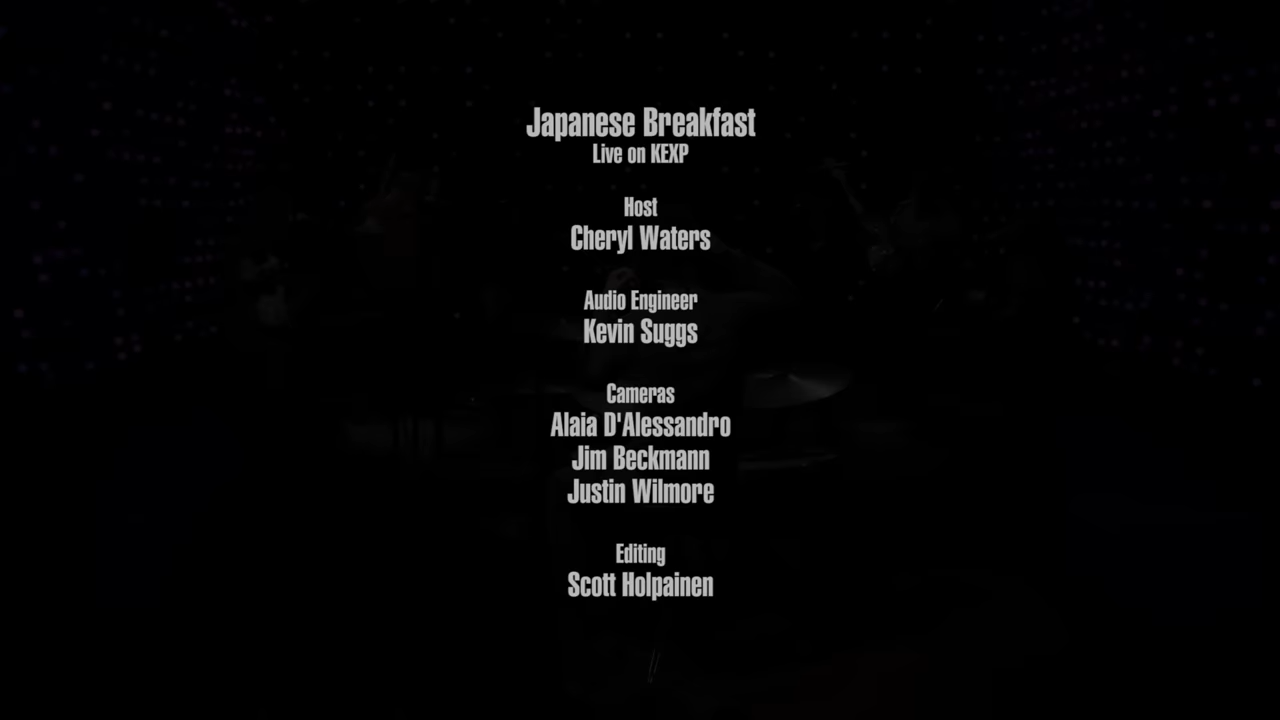 Japanese Breakfast
Live on KEXP
Host
Cheryl Waters
Audio Engineer
Kevin Suggs
Cameras
Alaia D'Alessandro
Jim Beckmann
Justin Wilmore
Editing
Scott Holpainen